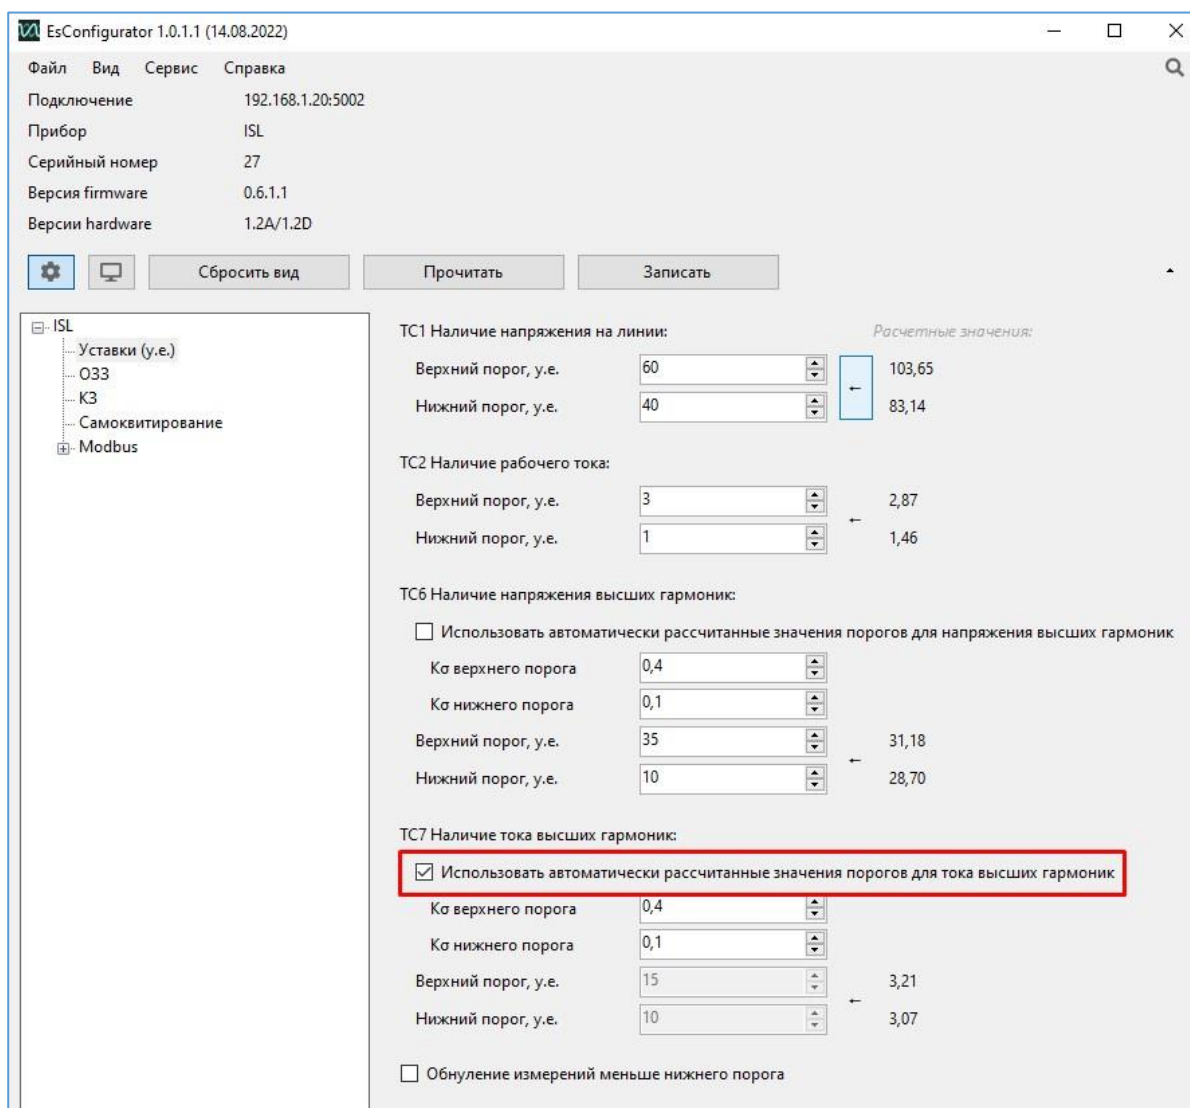 EsConfigurator 1.0.1.1 (14.08.2022)
Файл Вид Сервис Справка
Подключение 192.168.1.20:5002
Прибор ISL
Серийный номер 27
Версия firmware 0.6.1.1
Версии hardware 1.2A/1.2D
Сбросить вид Прочитать Записать
ISL
Уставки (у.е.)
ОЗЗ
КЗ
Самоквитирование
Modbus
ТС1 Наличие напряжения на линии: Расчетные значения:
Верхний порог, у.е. 60 ← 103,65
Нижний порог, у.е. 40 83,14
ТС2 Наличие рабочего тока:
Верхний порог, у.е. 3 ← 2,87
Нижний порог, у.е. 1 1,46
ТС6 Наличие напряжения высших гармоник:
Использовать автоматически рассчитанные значения порогов для напряжения высших гармоник
Кσ верхнего порога 0,4
Кσ нижнего порога 0,1
Верхний порог, у.е. 35 ← 31,18
Нижний порог, у.е. 10 28,70
ТС7 Наличие тока высших гармоник:
Использовать автоматически рассчитанные значения порогов для тока высших гармоник
Кσ верхнего порога 0,4
Кσ нижнего порога 0,1
Верхний порог, у.е. 15 ← 3,21
Нижний порог, у.е. 10 3,07
Обнуление измерений меньше нижнего порога